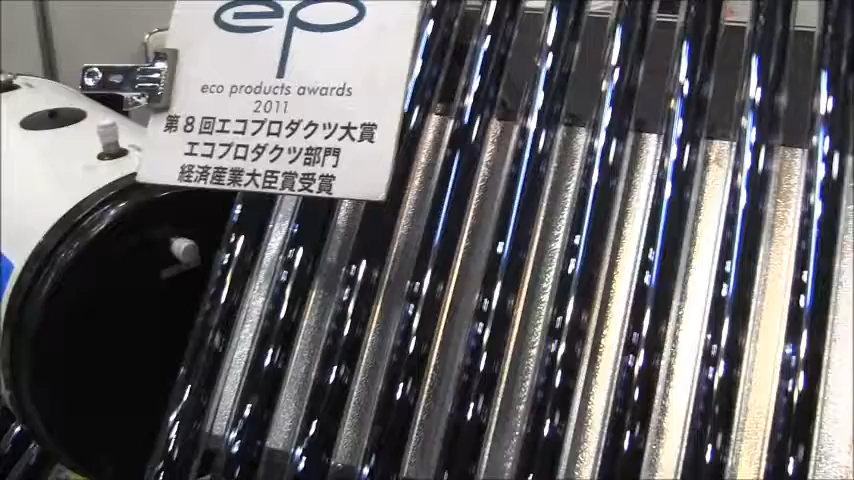 ep
eco products awards
2011
第8回エコプロダクツ大賞
エコプロダクツ部門
経済産業大臣賞受賞